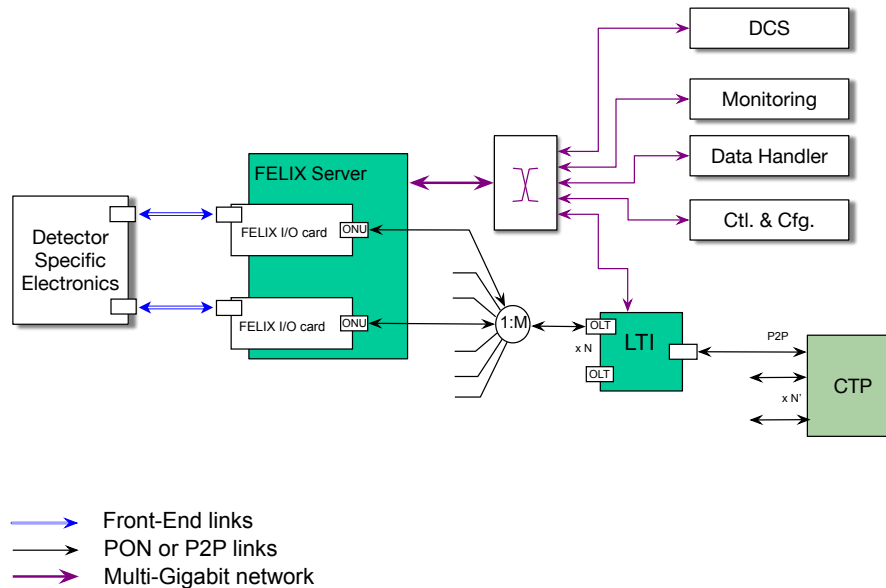 DCS
Monitoring
Data Handler
Ctl. & Cfg.
FELIX Server
FELIX I/O card
ONU
FELIX I/O card
ONU
Detector
Specific
Electronics
1:M
OLT
x N
OLT
LTI
P2P
x N'
CTP
Front-End links
PON or P2P links
Multi-Gigabit network